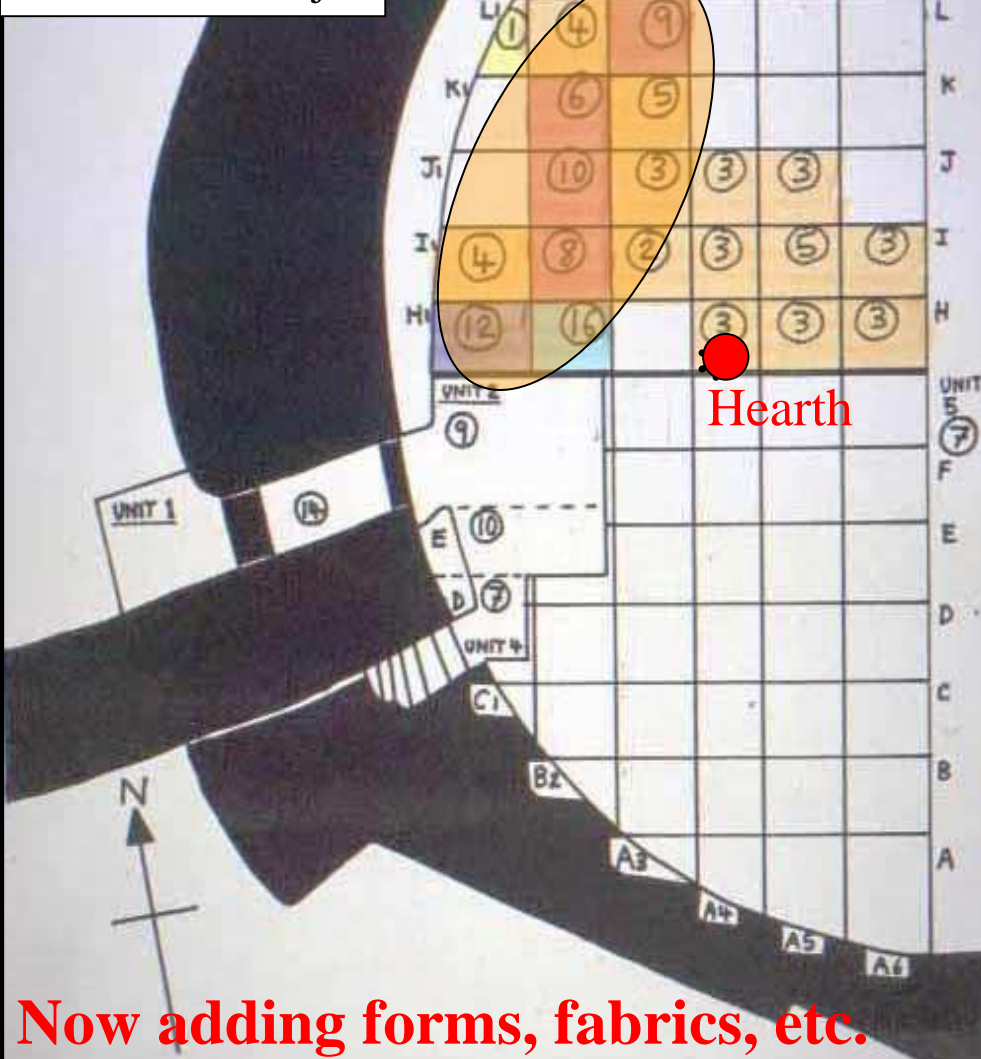 L1 1 4 9 L
K1 6 5 K
J1 10 3 3 3 J
I1 4 8 2 3 5 3 I
H1 12 16 3 3 3 H
Hearth
UNIT 2
9
UNIT
5
7
F
UNIT 1 14
E 10 E
D 7 D
UNIT 4
C1 C
B2 B
N
A3 A
A4
A5
A6
Now adding forms, fabrics, etc.